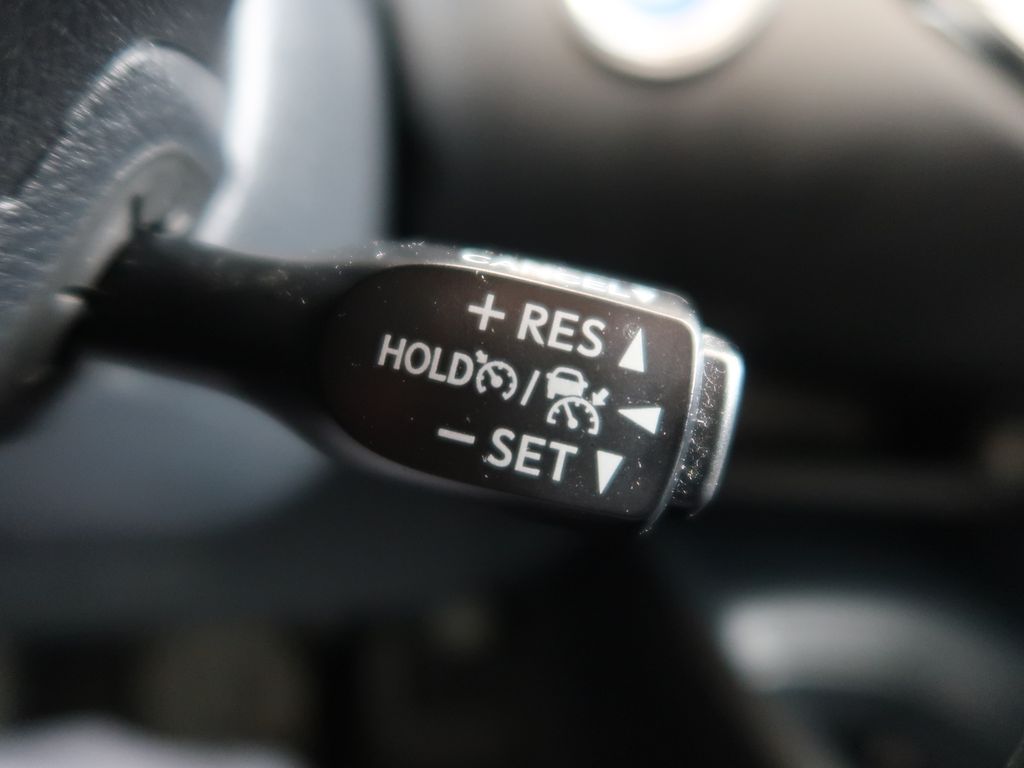 CANCEL
+ RES
HOLD /
− SET